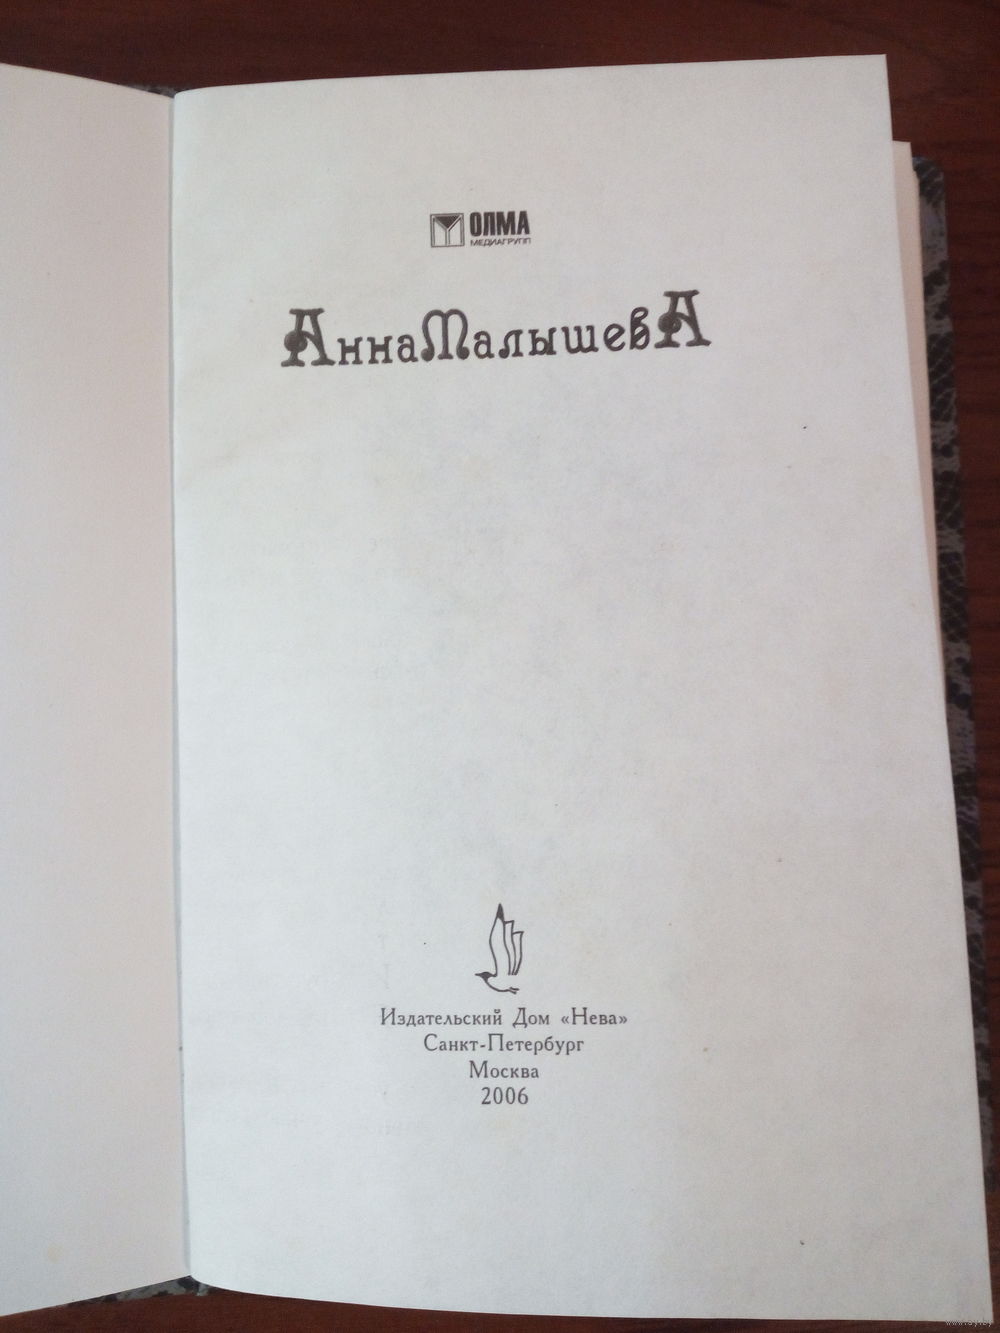 ОЛМА
МЕДИАГРУПП
АннаМалышевА
Издательский Дом «Нева»
Санкт-Петербург
Москва
2006